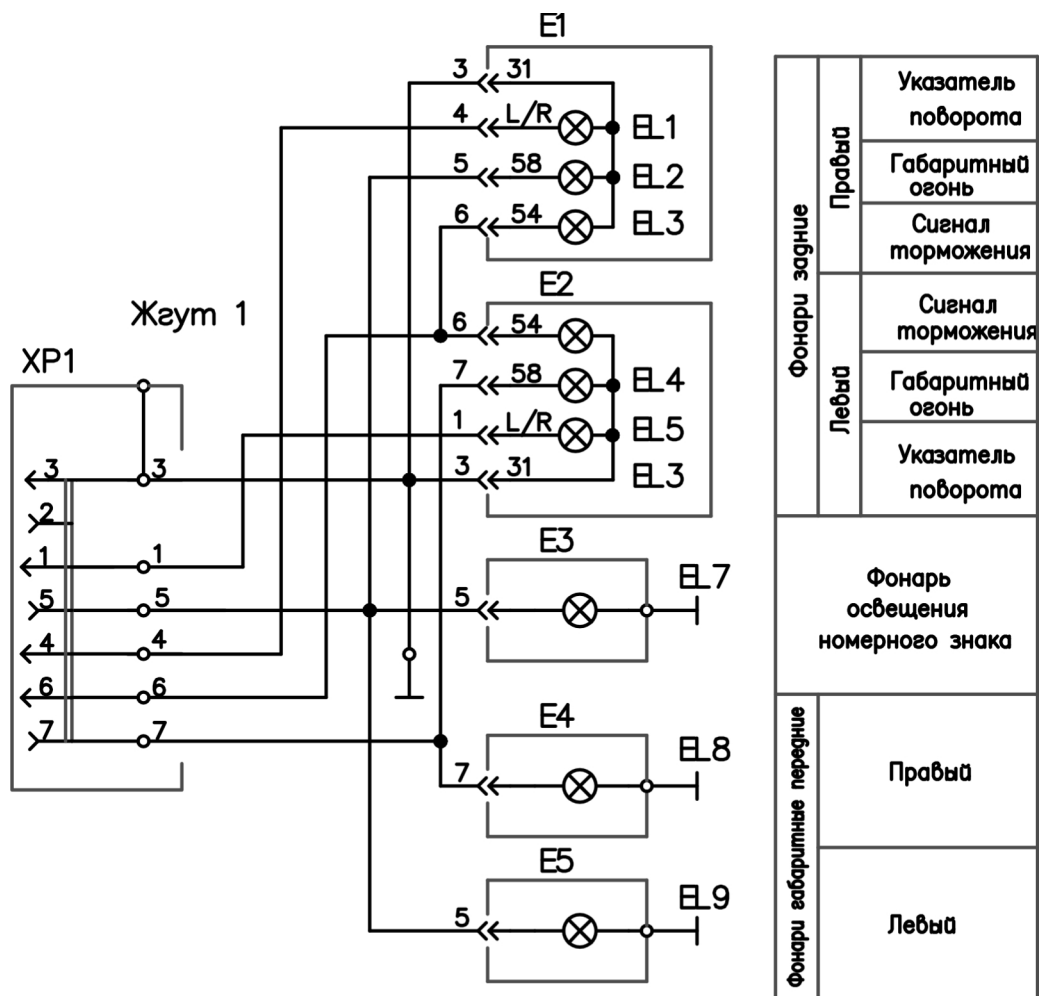 E1
3 31
4 L/R EL1
5 58 EL2
6 54 EL3
E2
Жгут 1
6 54
XP1
7 58 EL4
1 L/R EL5
3 3 3 31 EL3
2
1 1
E3
EL7
5 5 5
4 4
6 6
E4
7 7 EL8
7
E5
EL9
5
Фонари задние
Правый
Указатель
поворота
Габаритный
огонь
Сигнал
торможения
Левый
Сигнал
торможения
Габаритный
огонь
Указатель
поворота
Фонарь
освещения
номерного знака
Фонари габаритные передние
Правый
Левый